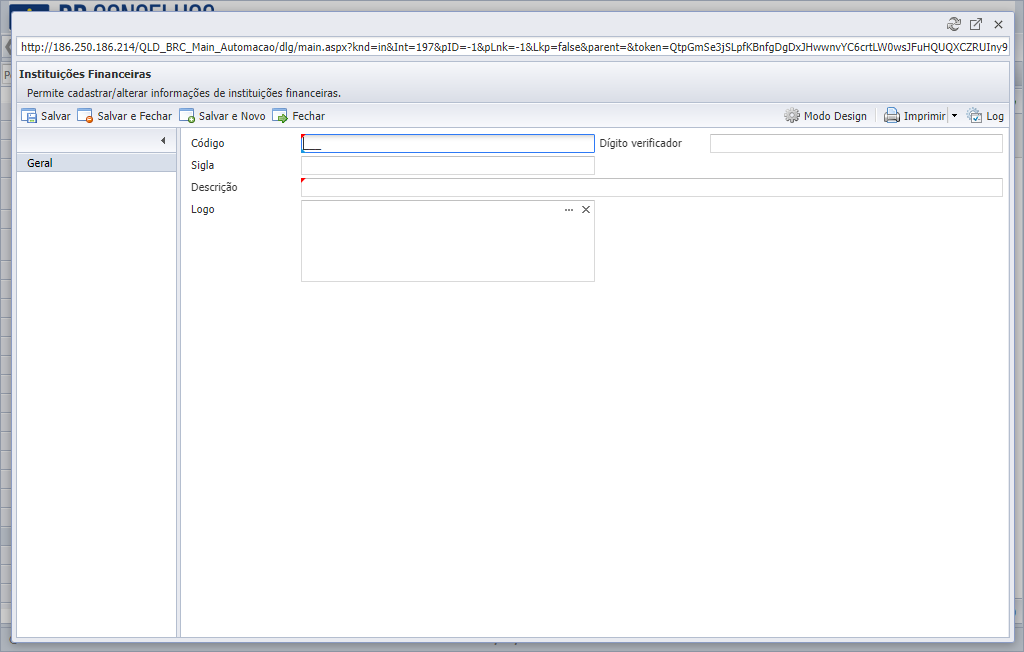 http://186.250.186.214/QLD_BRC_Main_Automacao/dlg/main.aspx?knd=in&Int=197&pID=-1&pLnk=-1&Lkp=false&parent=&token=QtpGmSe3jSLpfKBnfgDgDxJHwwnvYC6crtLW0wsJFuHQUQXCZRUIny9
Instituições Financeiras
Permite cadastrar/alterar informações de instituições financeiras.
Salvar Salvar e Fechar Salvar e Novo Fechar Modo Design Imprimir Log
Geral
Código Dígito verificador
Sigla
Descrição
Logo